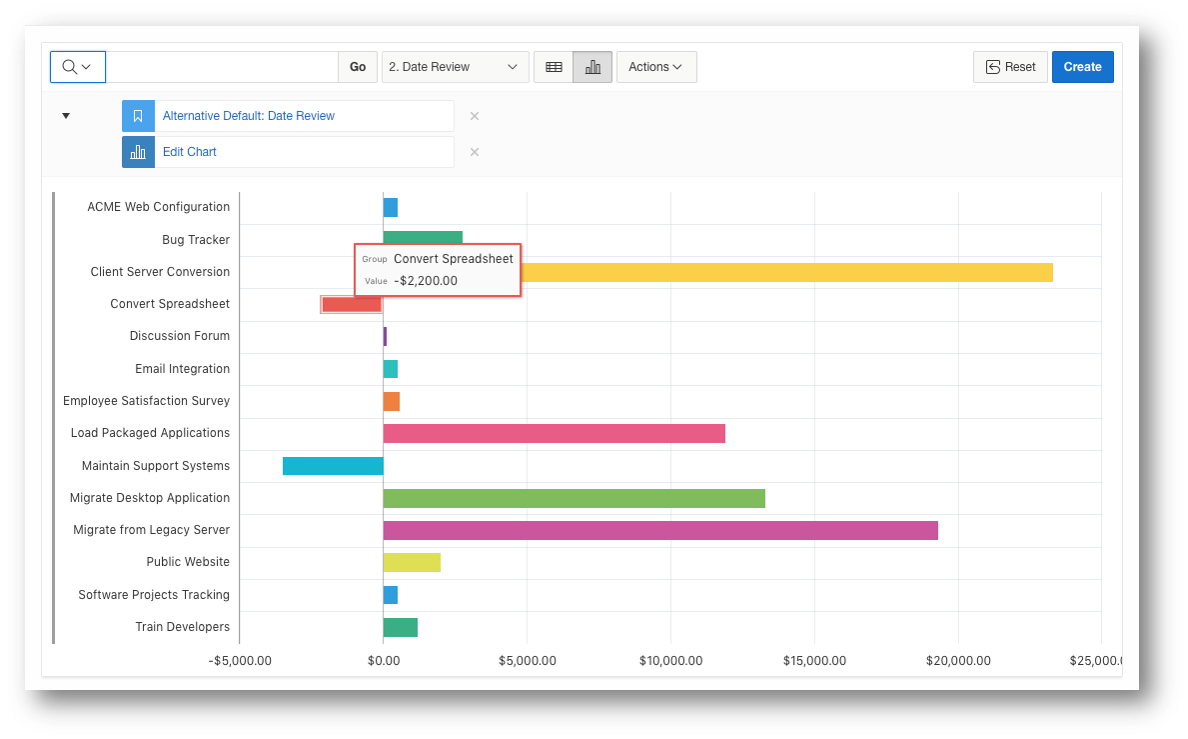 Go
2. Date Review
Actions
Reset
Create
Alternative Default: Date Review
Edit Chart
ACME Web Configuration
Bug Tracker
Group Convert Spreadsheet
Value -$2,200.00
Client Server Conversion
Convert Spreadsheet
Discussion Forum
Email Integration
Employee Satisfaction Survey
Load Packaged Applications
Maintain Support Systems
Migrate Desktop Application
Migrate from Legacy Server
Public Website
Software Projects Tracking
Train Developers
-$5,000.00 $0.00 $5,000.00 $10,000.00 $15,000.00 $20,000.00 $25,000.